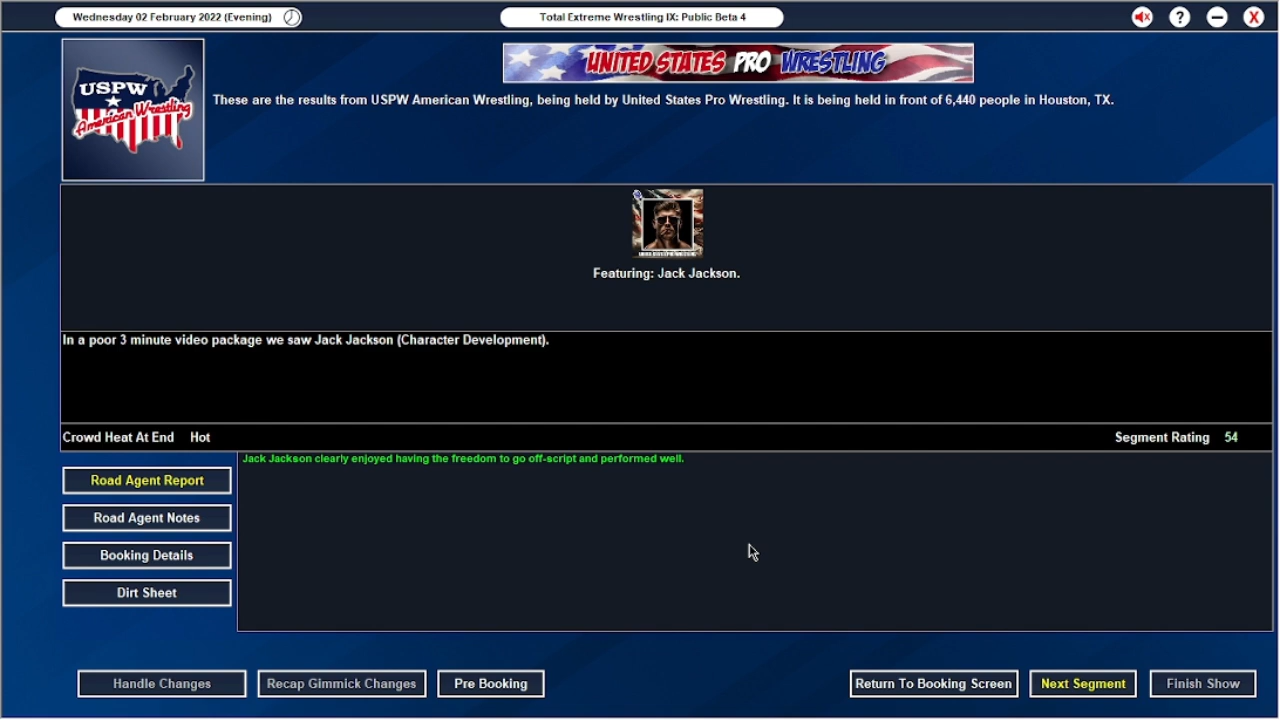 Wednesday 02 February 2022 (Evening)
Total Extreme Wrestling IX: Public Beta 4
?
X
USPW
American Wrestling
UNITED STATES PRO WRESTLING
These are the results from USPW American Wrestling, being held by United States Pro Wrestling. It is being held in front of 6,440 people in Houston, TX.
Featuring: Jack Jackson.
In a poor 3 minute video package we saw Jack Jackson (Character Development).
Crowd Heat At End Hot
Segment Rating 54
Jack Jackson clearly enjoyed having the freedom to go off-script and performed well.
Road Agent Report
Road Agent Notes
Booking Details
Dirt Sheet
Handle Changes
Recap Gimmick Changes
Pre Booking
Return To Booking Screen
Next Segment
Finish Show